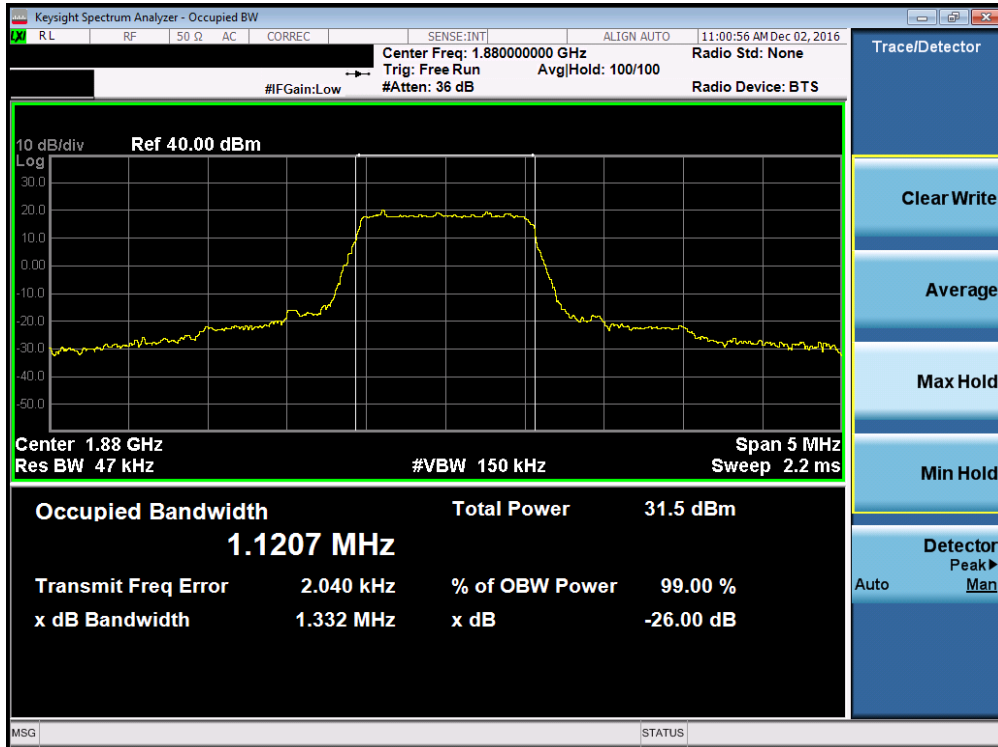 Keysight Spectrum Analyzer - Occupied BW
LXI RL RF 50 Ω AC CORREC SENSE:INT ALIGN AUTO 11:00:56 AM Dec 02, 2016
Center Freq: 1.880000000 GHz Radio Std: None
Trig: Free Run Avg|Hold: 100/100
#IFGain:Low #Atten: 36 dB Radio Device: BTS
10 dB/div Ref 40.00 dBm
Log
30.0
20.0
10.0
0.00
-10.0
-20.0
-30.0
-40.0
-50.0
Center 1.88 GHz Span 5 MHz
Res BW 47 kHz #VBW 150 kHz Sweep 2.2 ms
Occupied Bandwidth Total Power 31.5 dBm
1.1207 MHz
Transmit Freq Error 2.040 kHz % of OBW Power 99.00 %
x dB Bandwidth 1.332 MHz x dB -26.00 dB
MSG STATUS
Trace/Detector
Clear Write
Average
Max Hold
Min Hold
Detector
Peak▶
Auto Man